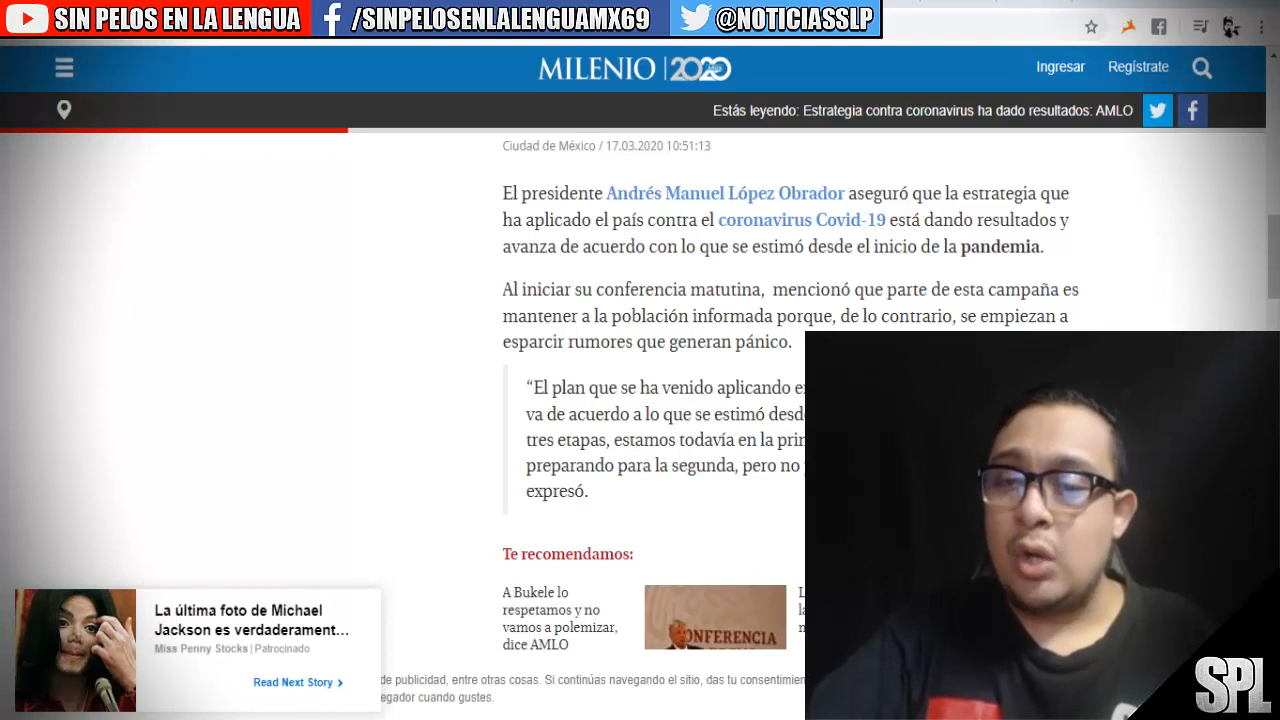 SIN PELOS EN LA LENGUA
/SINPELOSENLALENGUAMX69
@NOTICIASSLP
MILENIO 2020
Ingresar
Regístrate
Estás leyendo: Estrategia contra coronavirus ha dado resultados: AMLO
Ciudad de México / 17.03.2020 10:51:13
El presidente Andrés Manuel López Obrador aseguró que la estrategia que
ha aplicado el país contra el coronavirus Covid-19 está dando resultados y
avanza de acuerdo con lo que se estimó desde el inicio de la pandemia.
Al iniciar su conferencia matutina, mencionó que parte de esta campaña es
mantener a la población informada porque, de lo contrario, se empiezan a
esparcir rumores que generan pánico.
“El plan que se ha venido aplicando
va de acuerdo a lo que se estimó
tres etapas, estamos todavía en la
preparando para la segunda, pero no
expresó.
Te recomendamos:
A Bukele lo
respetamos y no
vamos a polemizar,
dice AMLO
CONFERENCIA
La última foto de Michael
Jackson es verdaderament...
Miss Penny Stocks | Patrocinado
Read Next Story
de publicidad, entre otras cosas. Si continúas navegando el sitio, das tu consentimien
egador cuando gustes.
SPL